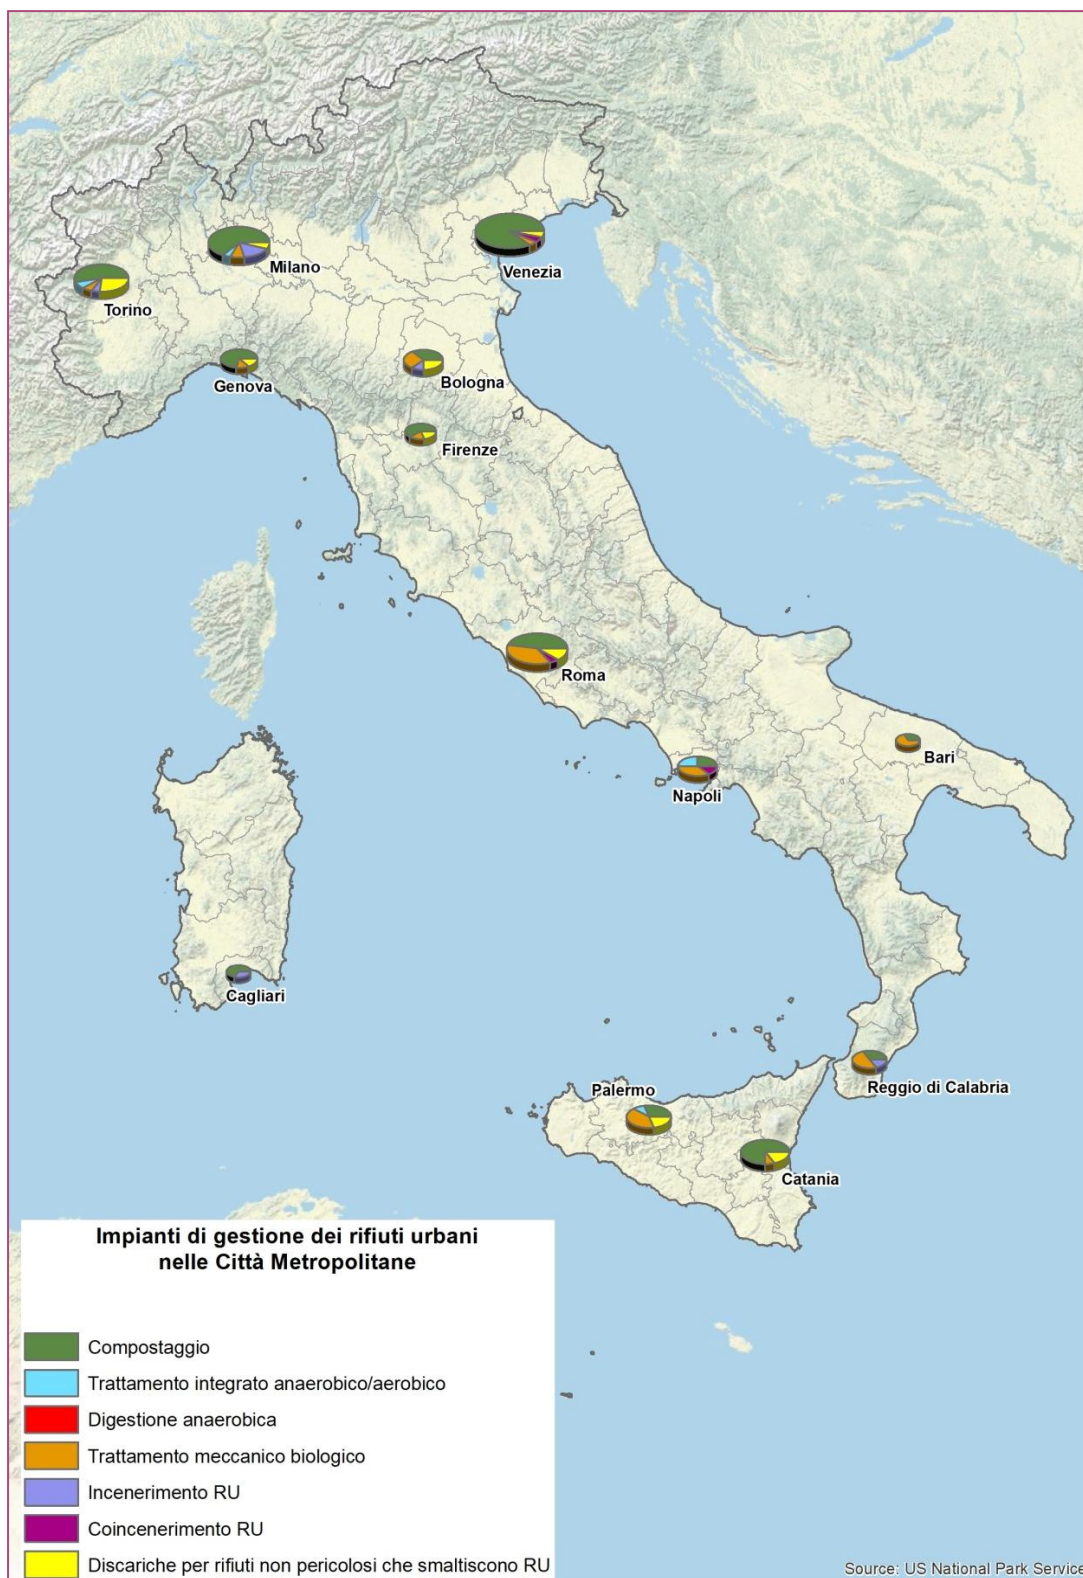 Milano
Venezia
Torino
Genova
Bologna
Firenze
Roma
Bari
Napoli
Cagliari
Reggio di Calabria
Palermo
Catania
Impianti di gestione dei rifiuti urbani
nelle Città Metropolitane
Compostaggio
Trattamento integrato anaerobico/aerobico
Digestione anaerobica
Trattamento meccanico biologico
Incenerimento RU
Coincenerimento RU
Discariche per rifiuti non pericolosi che smaltiscono RU
Source: US National Park Service